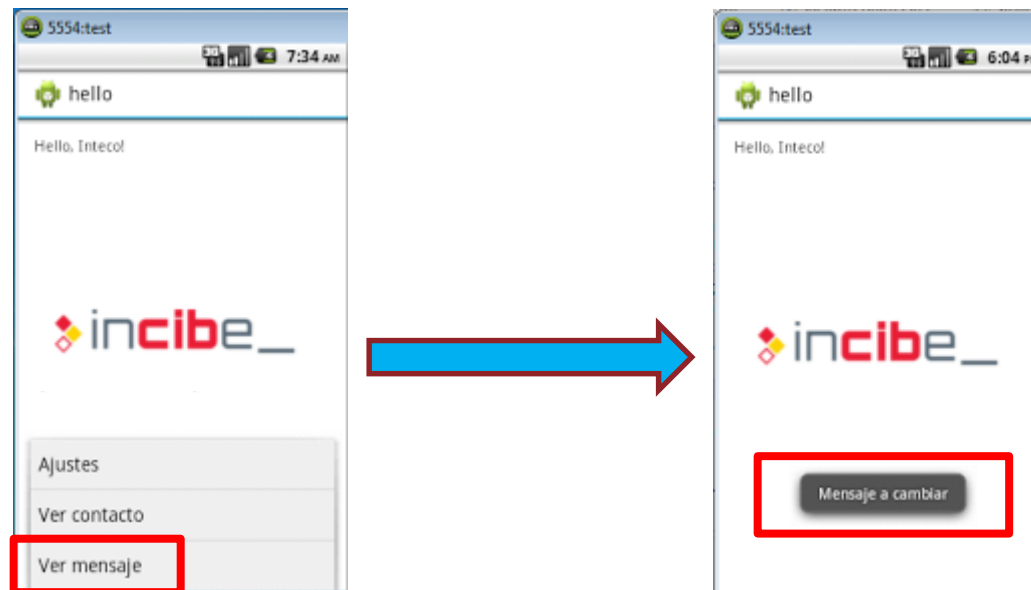 5554:test
7:34 AM
hello
Hello, Inteco!
incibe_
Ajustes
Ver contacto
Ver mensaje
5554:test
6:04
hello
Hello, Inteco!
incibe_
Mensaje a cambiar